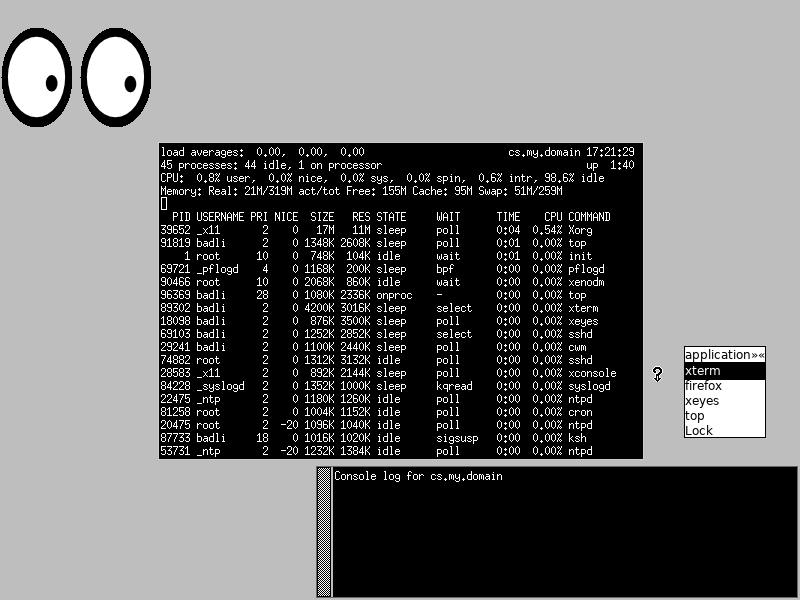 load averages:  0.00,  0.00,  0.00    cs.my.domain 17:21:29
45 processes: 44 idle, 1 on processor    up  1:40
CPU:  0.8% user,  0.0% nice,  0.0% sys,  0.0% spin,  0.6% intr, 98.6% idle
Memory: Real: 21M/319M act/tot Free: 155M Cache: 95M Swap: 51M/259M
PID USERNAME PRI NICE  SIZE   RES STATE     WAIT      TIME    CPU COMMAND
39652 _x11       2    0   17M   11M sleep     poll      0:04  0.54% Xorg
91819 badli      2    0 1348K 2608K sleep     poll      0:01  0.00% top
1 root      10    0  748K  104K idle      wait      0:01  0.00% init
69721 _pflogd    4    0 1168K  200K sleep     bpf       0:00  0.00% pflogd
90466 root      10    0 2068K  860K idle      wait      0:00  0.00% xenodm
96369 badli     28    0 1080K 2336K onproc    -         0:00  0.00% top
89302 badli      2    0 4200K 3016K sleep     select    0:00  0.00% xterm
18098 badli      2    0  876K 3500K sleep     poll      0:00  0.00% xeyes
69103 badli      2    0 1252K 2852K sleep     select    0:00  0.00% sshd
29241 badli      2    0 1100K 2440K sleep     poll      0:00  0.00% cwm
74882 root       2    0 1312K 3132K idle      poll      0:00  0.00% sshd
28583 _x11       2    0  892K 2144K sleep     poll      0:00  0.00% xconsole
84228 _syslogd   2    0 1352K 1000K sleep     kqread    0:00  0.00% syslogd
22475 _ntp       2    0 1180K 1260K idle      poll      0:00  0.00% ntpd
81258 root       2    0 1004K 1152K idle      poll      0:00  0.00% cron
20475 root       2  -20 1096K 1040K idle      poll      0:00  0.00% ntpd
87733 badli     18    0 1016K 1020K idle      sigsusp   0:00  0.00% ksh
53731 _ntp       2  -20 1232K 1384K idle      poll      0:00  0.00% ntpd
application»«
xterm
firefox
xeyes
top
Lock
Console log for cs.my.domain